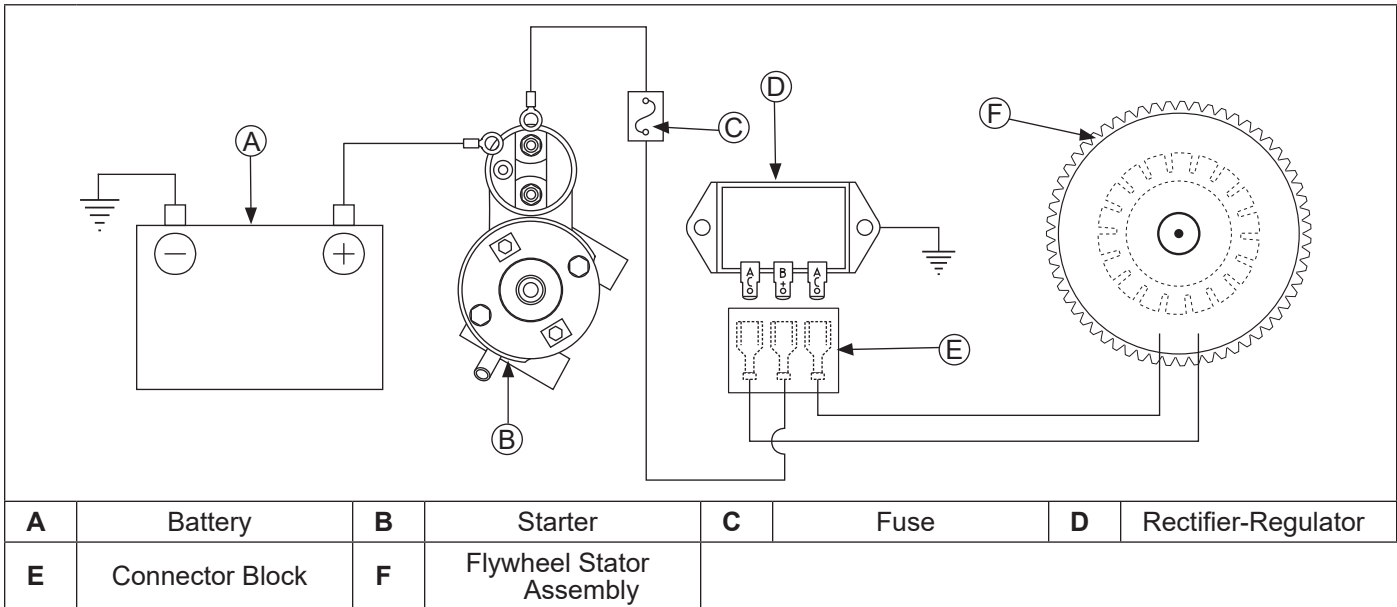 D
F
C
A
−
+
AC
B+
AC
E
B
A Battery B Starter C Fuse D Rectifier-Regulator
E Connector Block F Flywheel Stator
Assembly